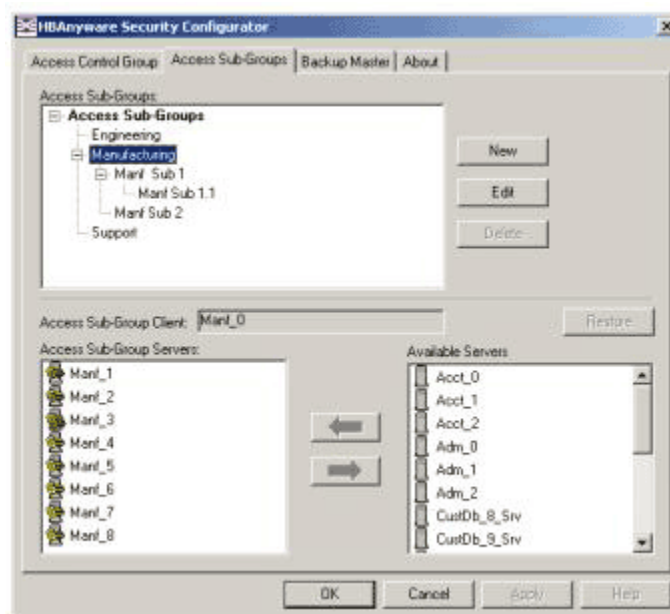 HBAnyware Security Configurator
Access Control Group Access Sub-Groups Backup Master About
Access Sub-Groups:
Access Sub-Groups
Engineering
Manufacturing
Manf Sub 1
Manf Sub 1.1
Manf Sub 2
Support
New
Edit
Delete
Access Sub-Group Client: Manf_0
Restore
Access Sub-Group Servers:
Manf_1
Manf_2
Manf_3
Manf_4
Manf_5
Manf_6
Manf_7
Manf_8
Available Servers
Acct_0
Acct_1
Acct_2
Adm_0
Adm_1
Adm_2
CustDb_8_Srv
CustDb_9_Srv
OK Cancel Apply Help